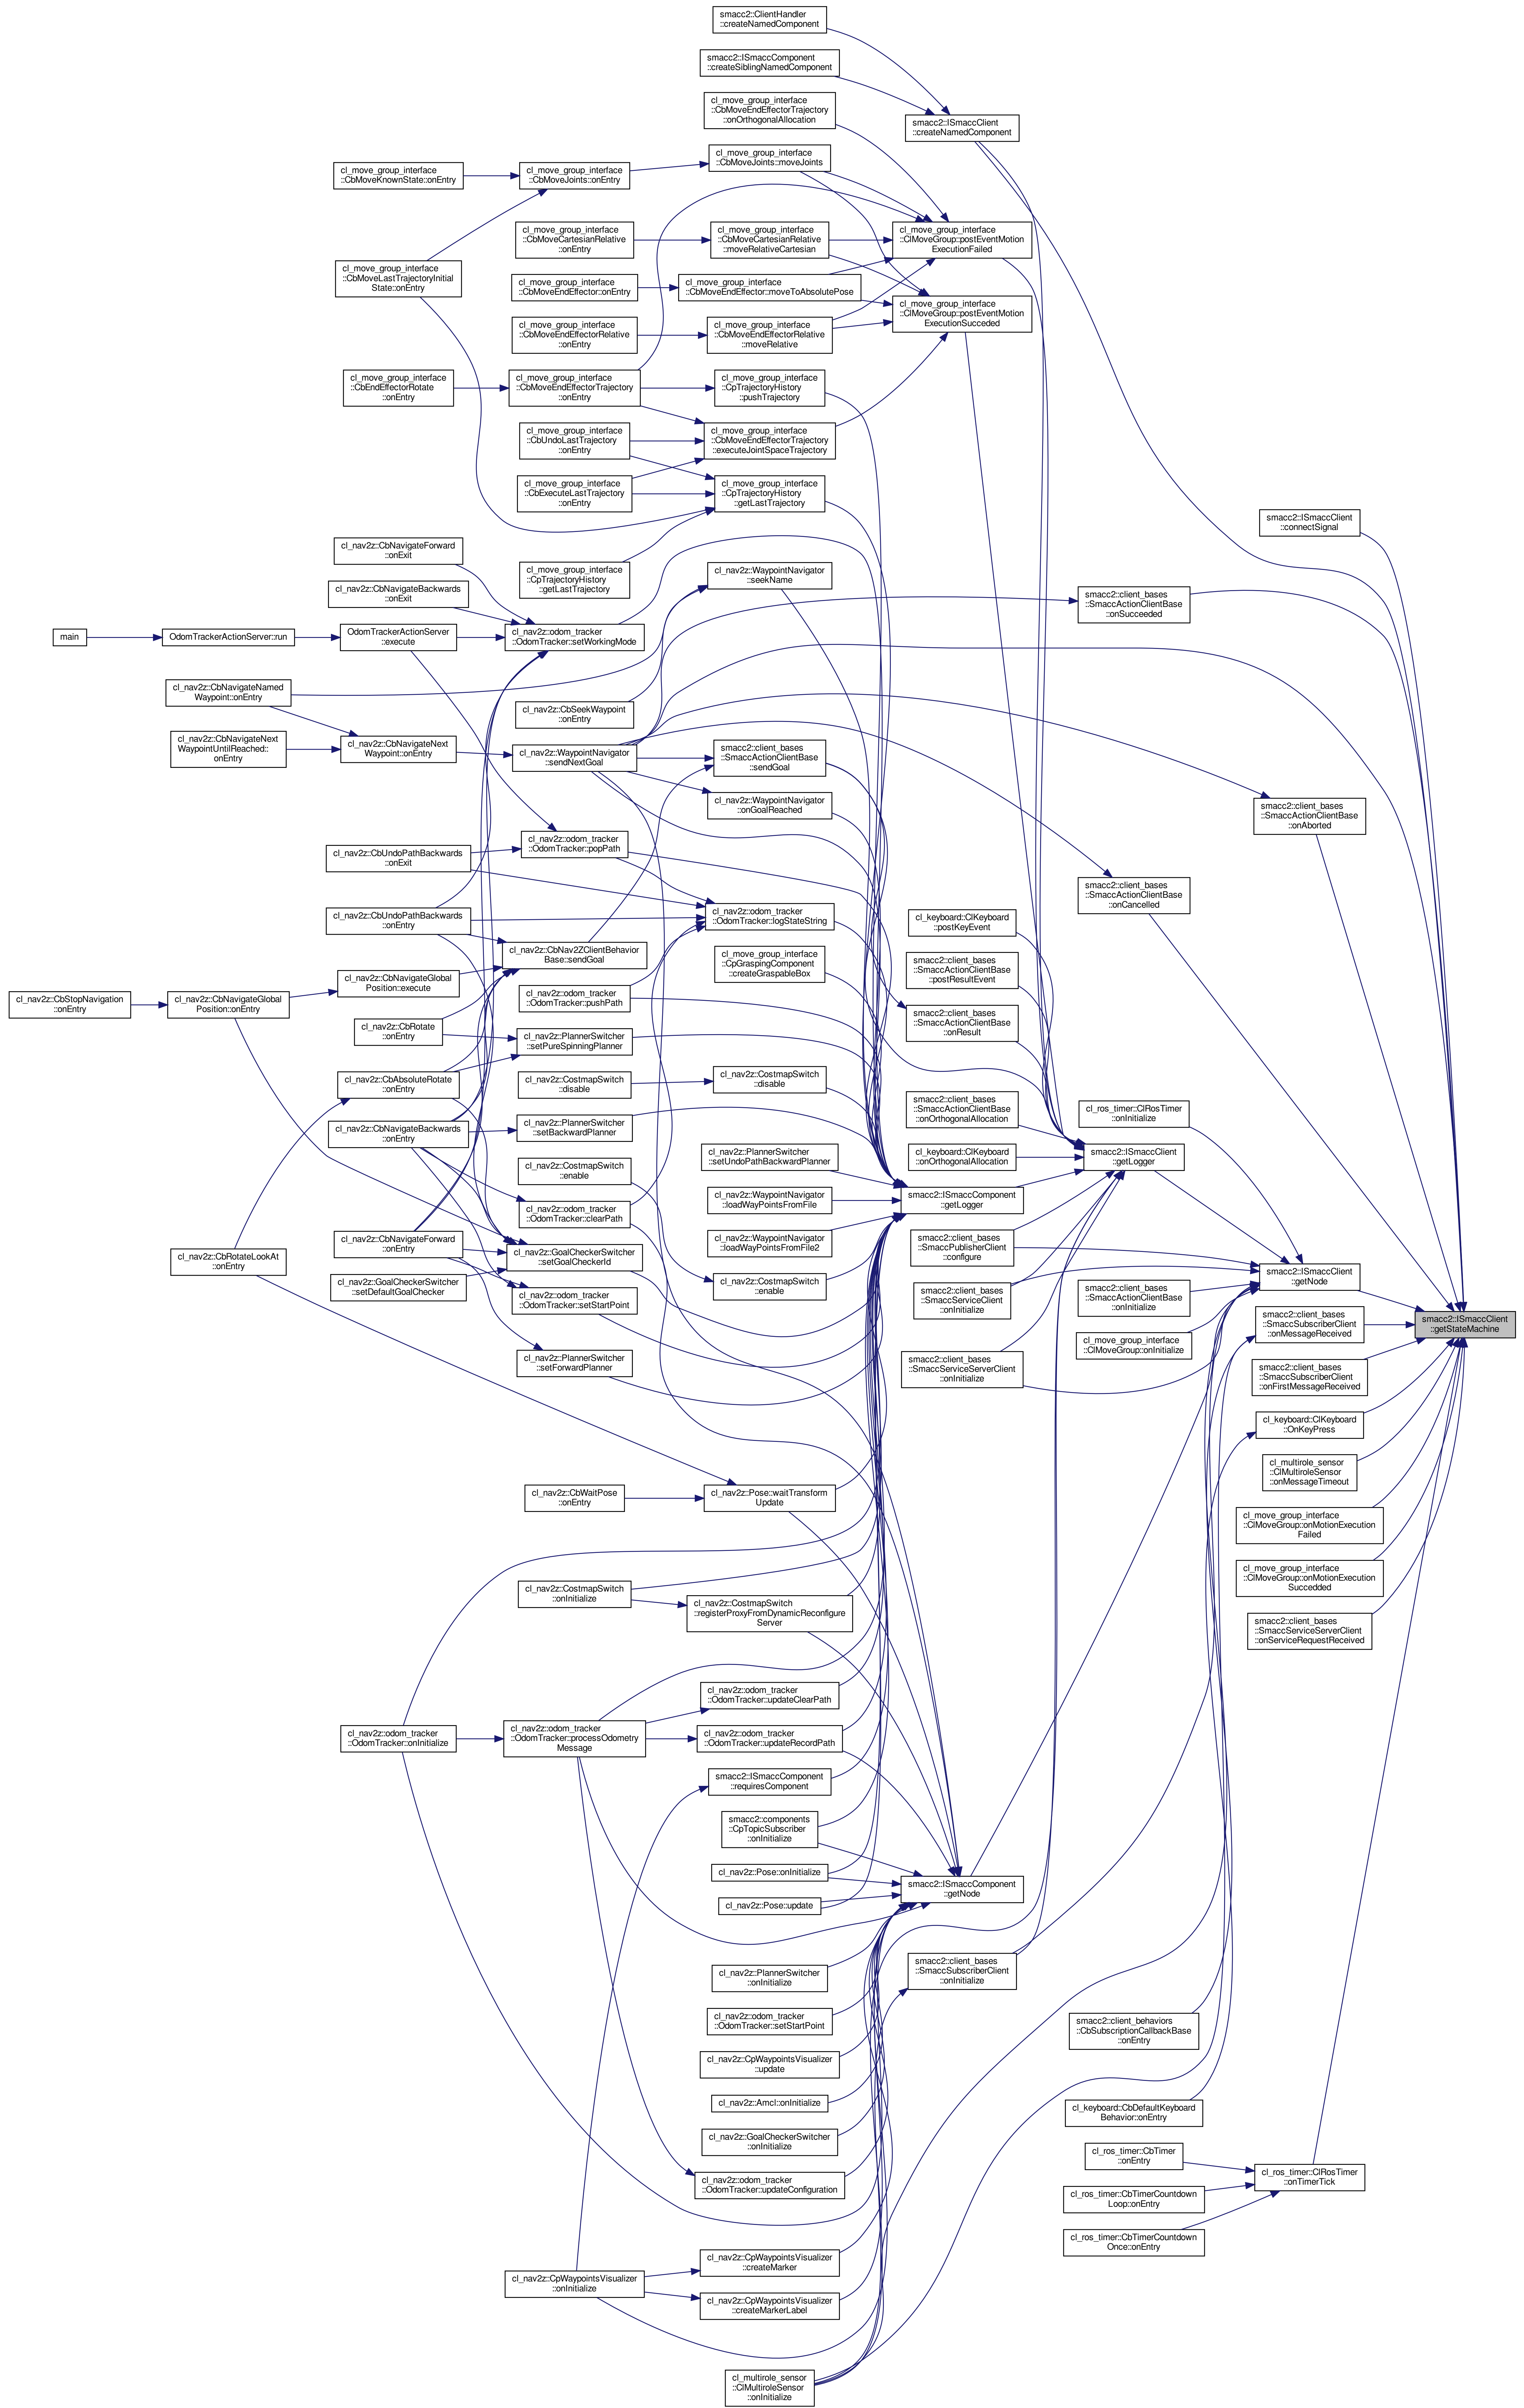 smacc2::ClientHandler
::createNamedComponent
smacc2::ISmaccComponent
::createSiblingNamedComponent
cl_move_group_interface
::CbMoveEndEffectorTrajectory
::onOrthogonalAllocation
smacc2::ISmaccClient
::createNamedComponent
cl_move_group_interface
::CbMoveJoints::moveJoints
cl_move_group_interface
::CbMoveKnownState::onEntry
cl_move_group_interface
::CbMoveJoints::onEntry
cl_move_group_interface
::CbMoveCartesianRelative
::onEntry
cl_move_group_interface
::CbMoveCartesianRelative
::moveRelativeCartesian
cl_move_group_interface
::ClMoveGroup::postEventMotion
ExecutionFailed
cl_move_group_interface
::CbMoveLastTrajectoryInitial
State::onEntry
cl_move_group_interface
::CbMoveEndEffector::onEntry
cl_move_group_interface
::CbMoveEndEffector::moveToAbsolutePose
cl_move_group_interface
::ClMoveGroup::postEventMotion
ExecutionSucceded
cl_move_group_interface
::CbMoveEndEffectorRelative
::onEntry
cl_move_group_interface
::CbMoveEndEffectorRelative
::moveRelative
cl_move_group_interface
::CbEndEffectorRotate
::onEntry
cl_move_group_interface
::CbMoveEndEffectorTrajectory
::onEntry
cl_move_group_interface
::CpTrajectoryHistory
::pushTrajectory
cl_move_group_interface
::CbUndoLastTrajectory
::onEntry
cl_move_group_interface
::CbMoveEndEffectorTrajectory
::executeJointSpaceTrajectory
cl_move_group_interface
::CbExecuteLastTrajectory
::onEntry
cl_move_group_interface
::CpTrajectoryHistory
::getLastTrajectory
smacc2::ISmaccClient
::connectSignal
cl_nav2z::CbNavigateForward
::onExit
cl_move_group_interface
::CpTrajectoryHistory
::getLastTrajectory
cl_nav2z::WaypointNavigator
::seekName
cl_nav2z::CbNavigateBackwards
::onExit
smacc2::client_bases
::SmaccActionClientBase
::onSucceeded
main
OdomTrackerActionServer::run
OdomTrackerActionServer
::execute
cl_nav2z::odom_tracker
::OdomTracker::setWorkingMode
cl_nav2z::CbNavigateNamed
Waypoint::onEntry
cl_nav2z::CbSeekWaypoint
::onEntry
cl_nav2z::CbNavigateNext
WaypointUntilReached::
onEntry
cl_nav2z::CbNavigateNext
Waypoint::onEntry
cl_nav2z::WaypointNavigator
::sendNextGoal
smacc2::client_bases
::SmaccActionClientBase
::sendGoal
cl_nav2z::WaypointNavigator
::onGoalReached
smacc2::client_bases
::SmaccActionClientBase
::onAborted
cl_nav2z::odom_tracker
::OdomTracker::popPath
cl_nav2z::CbUndoPathBackwards
::onExit
smacc2::client_bases
::SmaccActionClientBase
::onCancelled
cl_nav2z::CbUndoPathBackwards
::onEntry
cl_nav2z::odom_tracker
::OdomTracker::logStateString
cl_keyboard::ClKeyboard
::postKeyEvent
cl_nav2z::CbNav2ZClientBehavior
Base::sendGoal
cl_move_group_interface
::CpGraspingComponent
::createGraspableBox
smacc2::client_bases
::SmaccActionClientBase
::postResultEvent
cl_nav2z::CbStopNavigation
::onEntry
cl_nav2z::CbNavigateGlobal
Position::onEntry
cl_nav2z::CbNavigateGlobal
Position::execute
cl_nav2z::odom_tracker
::OdomTracker::pushPath
smacc2::client_bases
::SmaccActionClientBase
::onResult
cl_nav2z::CbRotate
::onEntry
cl_nav2z::PlannerSwitcher
::setPureSpinningPlanner
cl_nav2z::CbAbsoluteRotate
::onEntry
cl_nav2z::CostmapSwitch
::disable
cl_nav2z::CostmapSwitch
::disable
smacc2::client_bases
::SmaccActionClientBase
::onOrthogonalAllocation
cl_ros_timer::ClRosTimer
::onInitialize
cl_nav2z::CbNavigateBackwards
::onEntry
cl_nav2z::PlannerSwitcher
::setBackwardPlanner
cl_nav2z::PlannerSwitcher
::setUndoPathBackwardPlanner
cl_keyboard::ClKeyboard
::onOrthogonalAllocation
smacc2::ISmaccClient
::getLogger
cl_nav2z::CostmapSwitch
::enable
cl_nav2z::WaypointNavigator
::loadWayPointsFromFile
smacc2::ISmaccComponent
::getLogger
cl_nav2z::odom_tracker
::OdomTracker::clearPath
cl_nav2z::WaypointNavigator
::loadWayPointsFromFile2
smacc2::client_bases
::SmaccPublisherClient
::configure
cl_nav2z::CbRotateLookAt
::onEntry
cl_nav2z::CbNavigateForward
::onEntry
cl_nav2z::GoalCheckerSwitcher
::setGoalCheckerId
cl_nav2z::CostmapSwitch
::enable
smacc2::ISmaccClient
::getNode
cl_nav2z::GoalCheckerSwitcher
::setDefaultGoalChecker
cl_nav2z::odom_tracker
::OdomTracker::setStartPoint
smacc2::client_bases
::SmaccServiceClient
::onInitialize
smacc2::client_bases
::SmaccActionClientBase
::onInitialize
smacc2::client_bases
::SmaccSubscriberClient
::onMessageReceived
smacc2::ISmaccClient
::getStateMachine
cl_move_group_interface
::ClMoveGroup::onInitialize
cl_nav2z::PlannerSwitcher
::setForwardPlanner
smacc2::client_bases
::SmaccServiceServerClient
::onInitialize
smacc2::client_bases
::SmaccSubscriberClient
::onFirstMessageReceived
cl_keyboard::ClKeyboard
::OnKeyPress
cl_multirole_sensor
::ClMultiroleSensor
::onMessageTimeout
cl_nav2z::CbWaitPose
::onEntry
cl_nav2z::Pose::waitTransform
Update
cl_move_group_interface
::ClMoveGroup::onMotionExecution
Failed
cl_move_group_interface
::ClMoveGroup::onMotionExecution
Succedded
cl_nav2z::CostmapSwitch
::onInitialize
cl_nav2z::CostmapSwitch
::registerProxyFromDynamicReconfigure
Server
smacc2::client_bases
::SmaccServiceServerClient
::onServiceRequestReceived
cl_nav2z::odom_tracker
::OdomTracker::updateClearPath
cl_nav2z::odom_tracker
::OdomTracker::onInitialize
cl_nav2z::odom_tracker
::OdomTracker::processOdometry
Message
cl_nav2z::odom_tracker
::OdomTracker::updateRecordPath
smacc2::ISmaccComponent
::requiresComponent
smacc2::components
::CpTopicSubscriber
::onInitialize
cl_nav2z::Pose::onInitialize
smacc2::ISmaccComponent
::getNode
cl_nav2z::Pose::update
cl_nav2z::PlannerSwitcher
::onInitialize
smacc2::client_bases
::SmaccSubscriberClient
::onInitialize
cl_nav2z::odom_tracker
::OdomTracker::setStartPoint
smacc2::client_behaviors
::CbSubscriptionCallbackBase
::onEntry
cl_nav2z::CpWaypointsVisualizer
::update
cl_nav2z::Amcl::onInitialize
cl_keyboard::CbDefaultKeyboard
Behavior::onEntry
cl_nav2z::GoalCheckerSwitcher
::onInitialize
cl_ros_timer::CbTimer
::onEntry
cl_nav2z::odom_tracker
::OdomTracker::updateConfiguration
cl_ros_timer::ClRosTimer
::onTimerTick
cl_ros_timer::CbTimerCountdown
Loop::onEntry
cl_ros_timer::CbTimerCountdown
Once::onEntry
cl_nav2z::CpWaypointsVisualizer
::createMarker
cl_nav2z::CpWaypointsVisualizer
::onInitialize
cl_nav2z::CpWaypointsVisualizer
::createMarkerLabel
cl_multirole_sensor
::ClMultiroleSensor
::onInitialize